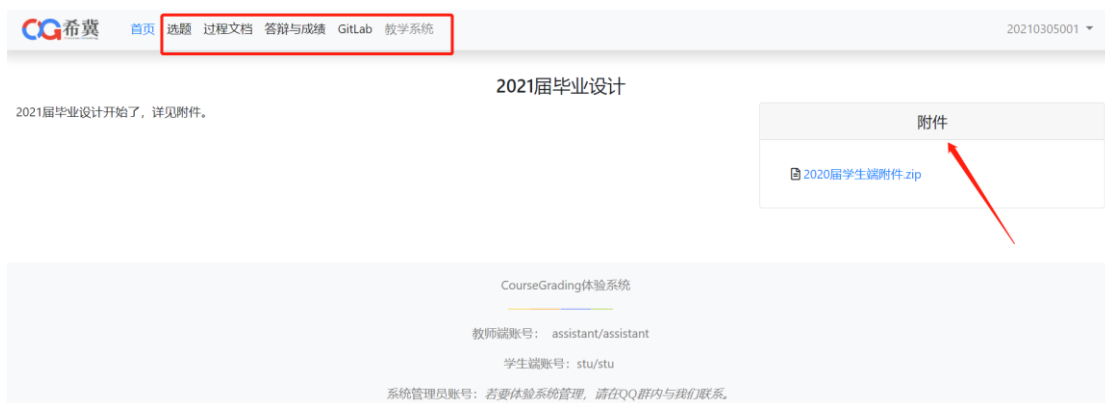 CG希冀 首页 选题 过程文档 答辩与成绩 GitLab 教学系统 20210305001
2021届毕业设计
2021届毕业设计开始了，详见附件。
附件
2020届学生端附件.zip
CourseGrading体验系统
教师端账号： assistant/assistant
学生端账号：stu/stu
系统管理员账号：若要体验系统管理，请在QQ群内与我们联系。